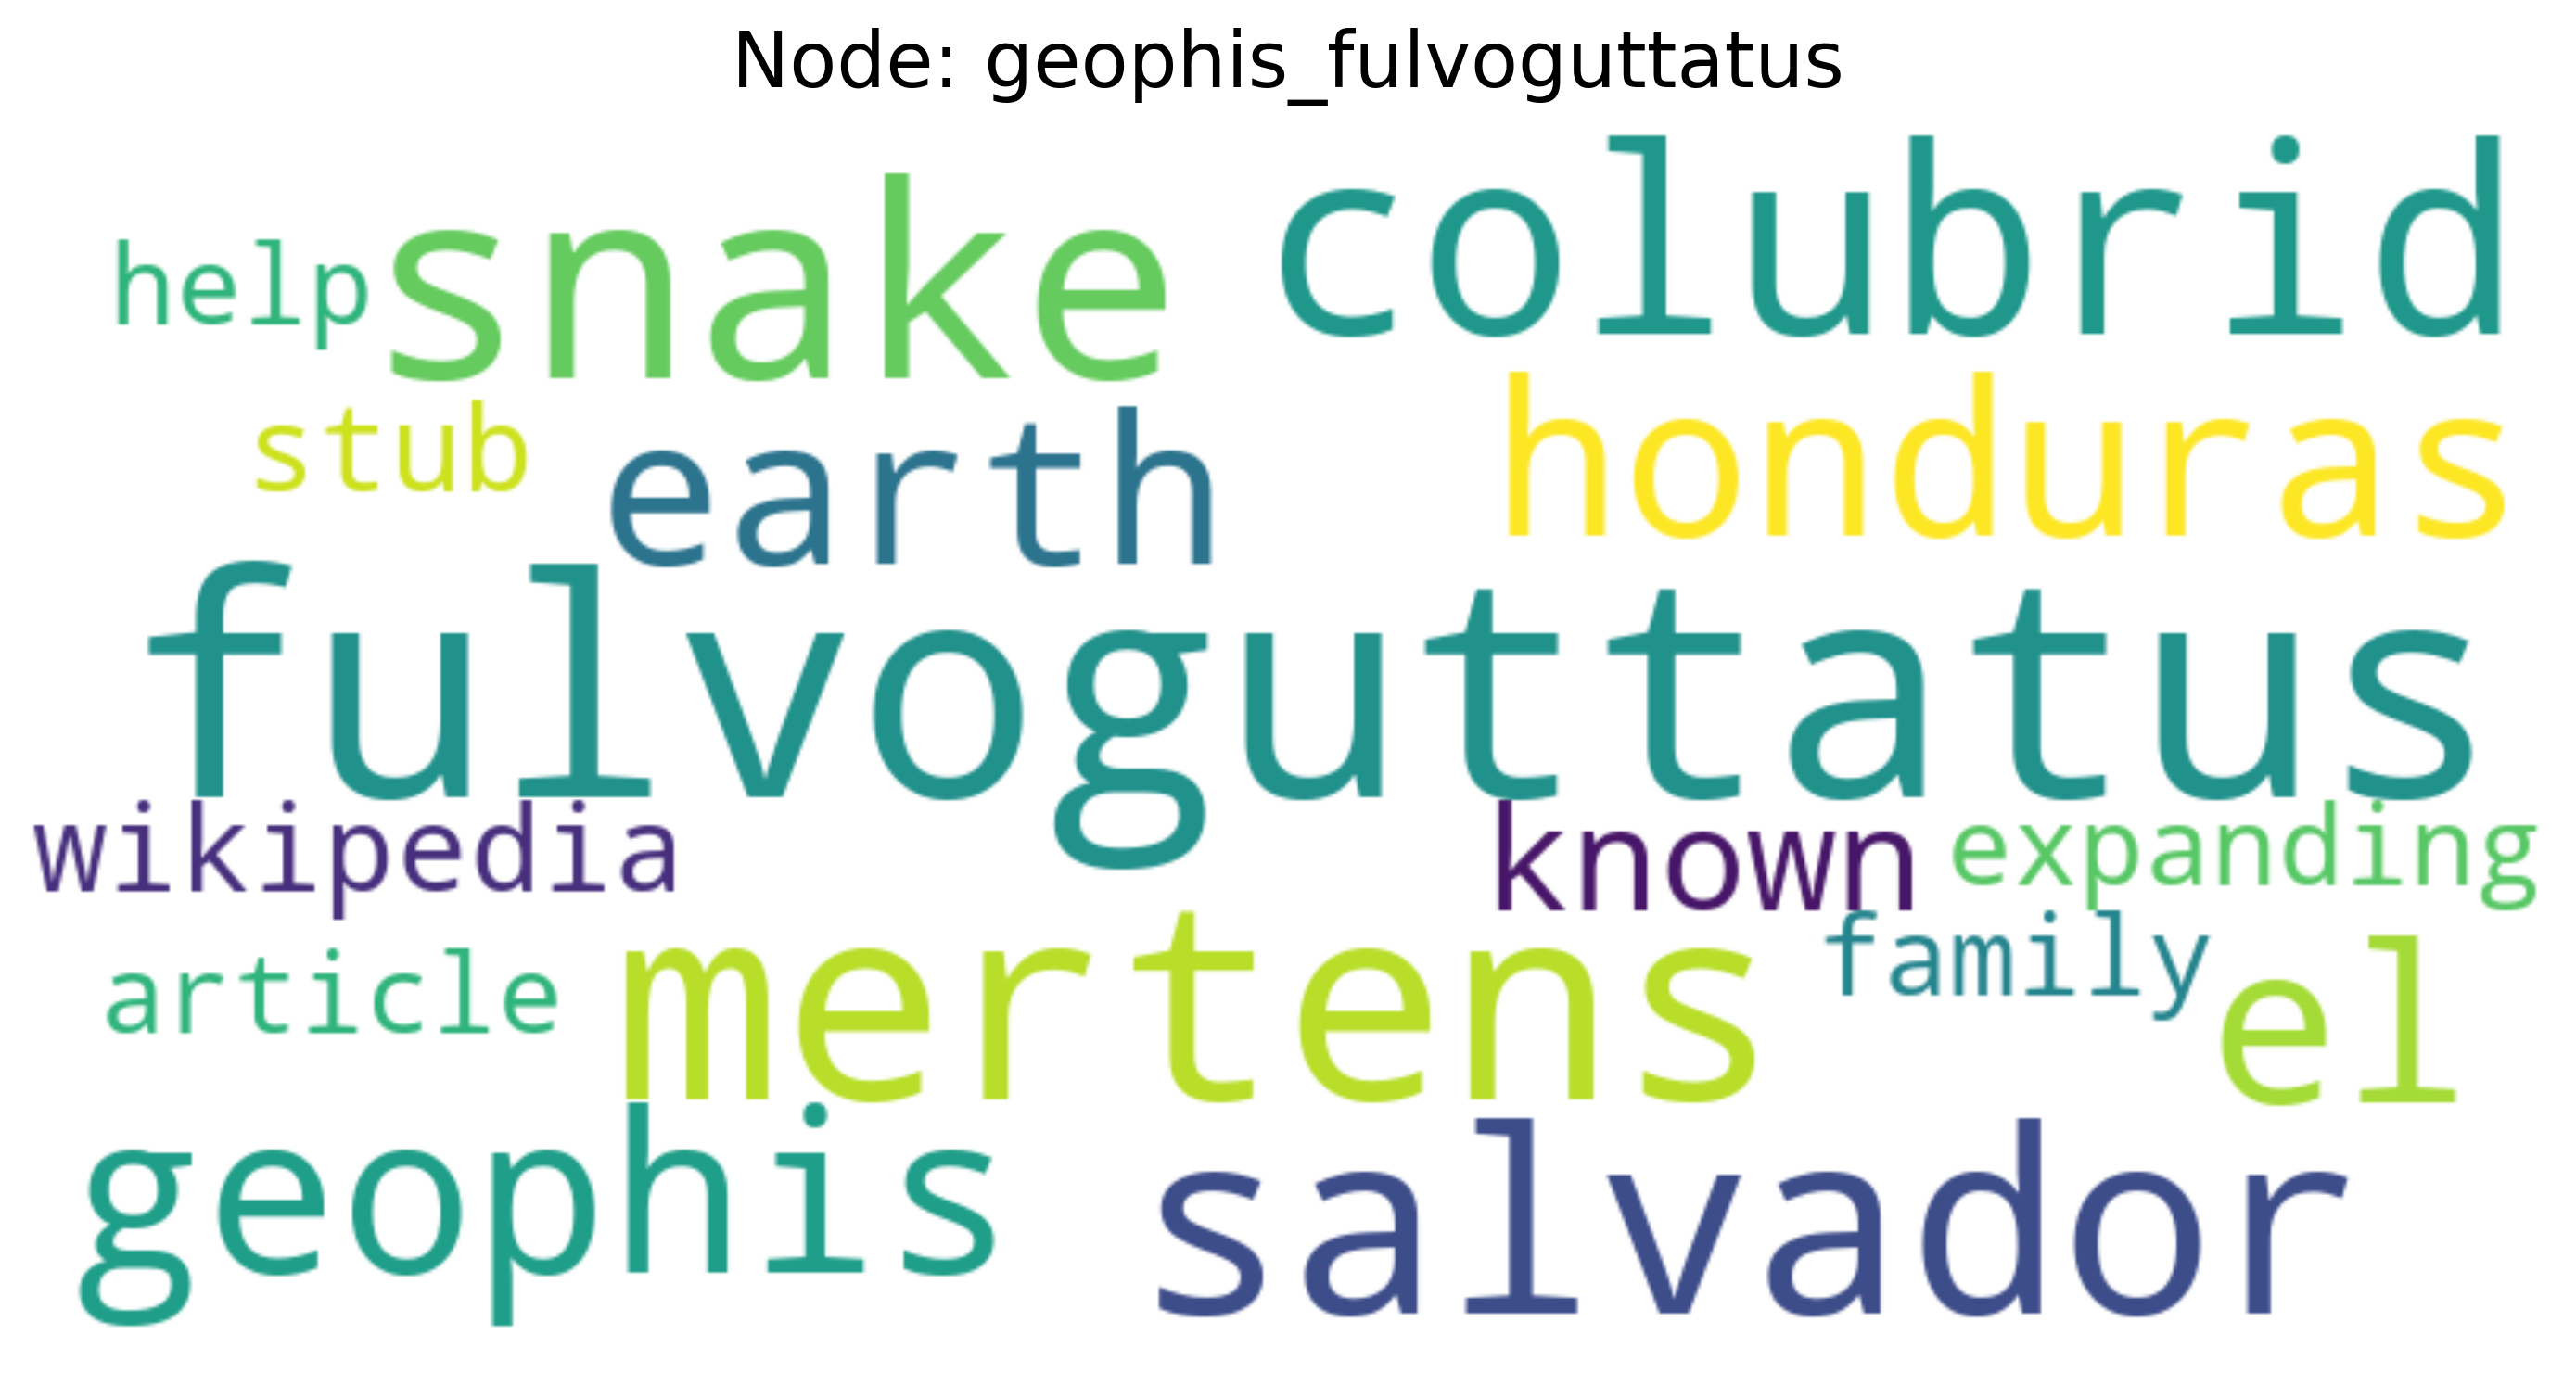 Node: geophis_fulvoguttatus
help snake colubrid
stub earth honduras
fulvoguttatus
wikipedia known expanding
article mertens family el
geophis salvador